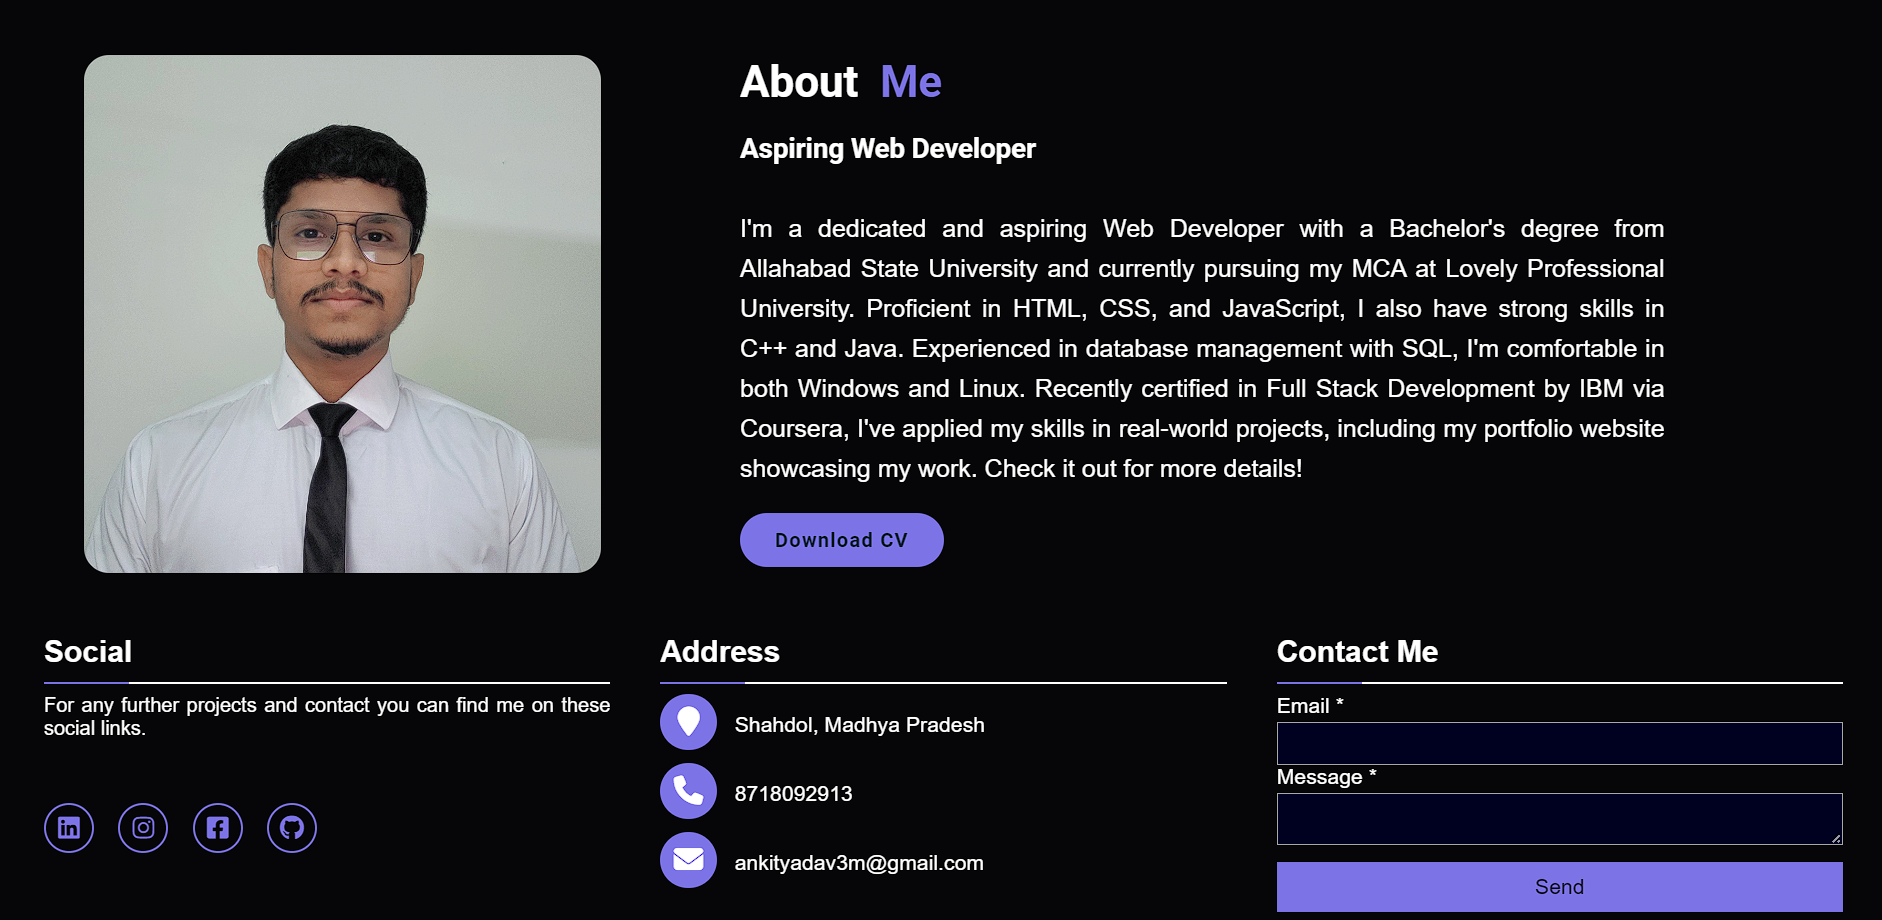 About Me
Aspiring Web Developer
I'm a dedicated and aspiring Web Developer with a Bachelor's degree from
Allahabad State University and currently pursuing my MCA at Lovely Professional
University. Proficient in HTML, CSS, and JavaScript, I also have strong skills in
C++ and Java. Experienced in database management with SQL, I'm comfortable in
both Windows and Linux. Recently certified in Full Stack Development by IBM via
Coursera, I've applied my skills in real-world projects, including my portfolio website
showcasing my work. Check it out for more details!
Download CV
Social
For any further projects and contact you can find me on these
social links.
Address
Shahdol, Madhya Pradesh
8718092913
ankityadav3m@gmail.com
Contact Me
Email *
Message *
Send